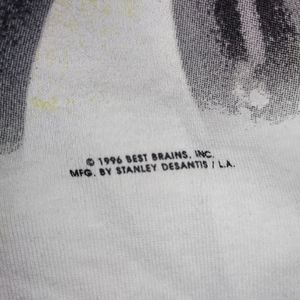 © 1996 BEST BRAINS, INC.
MFG. BY STANLEY DESANTIS / L.A.